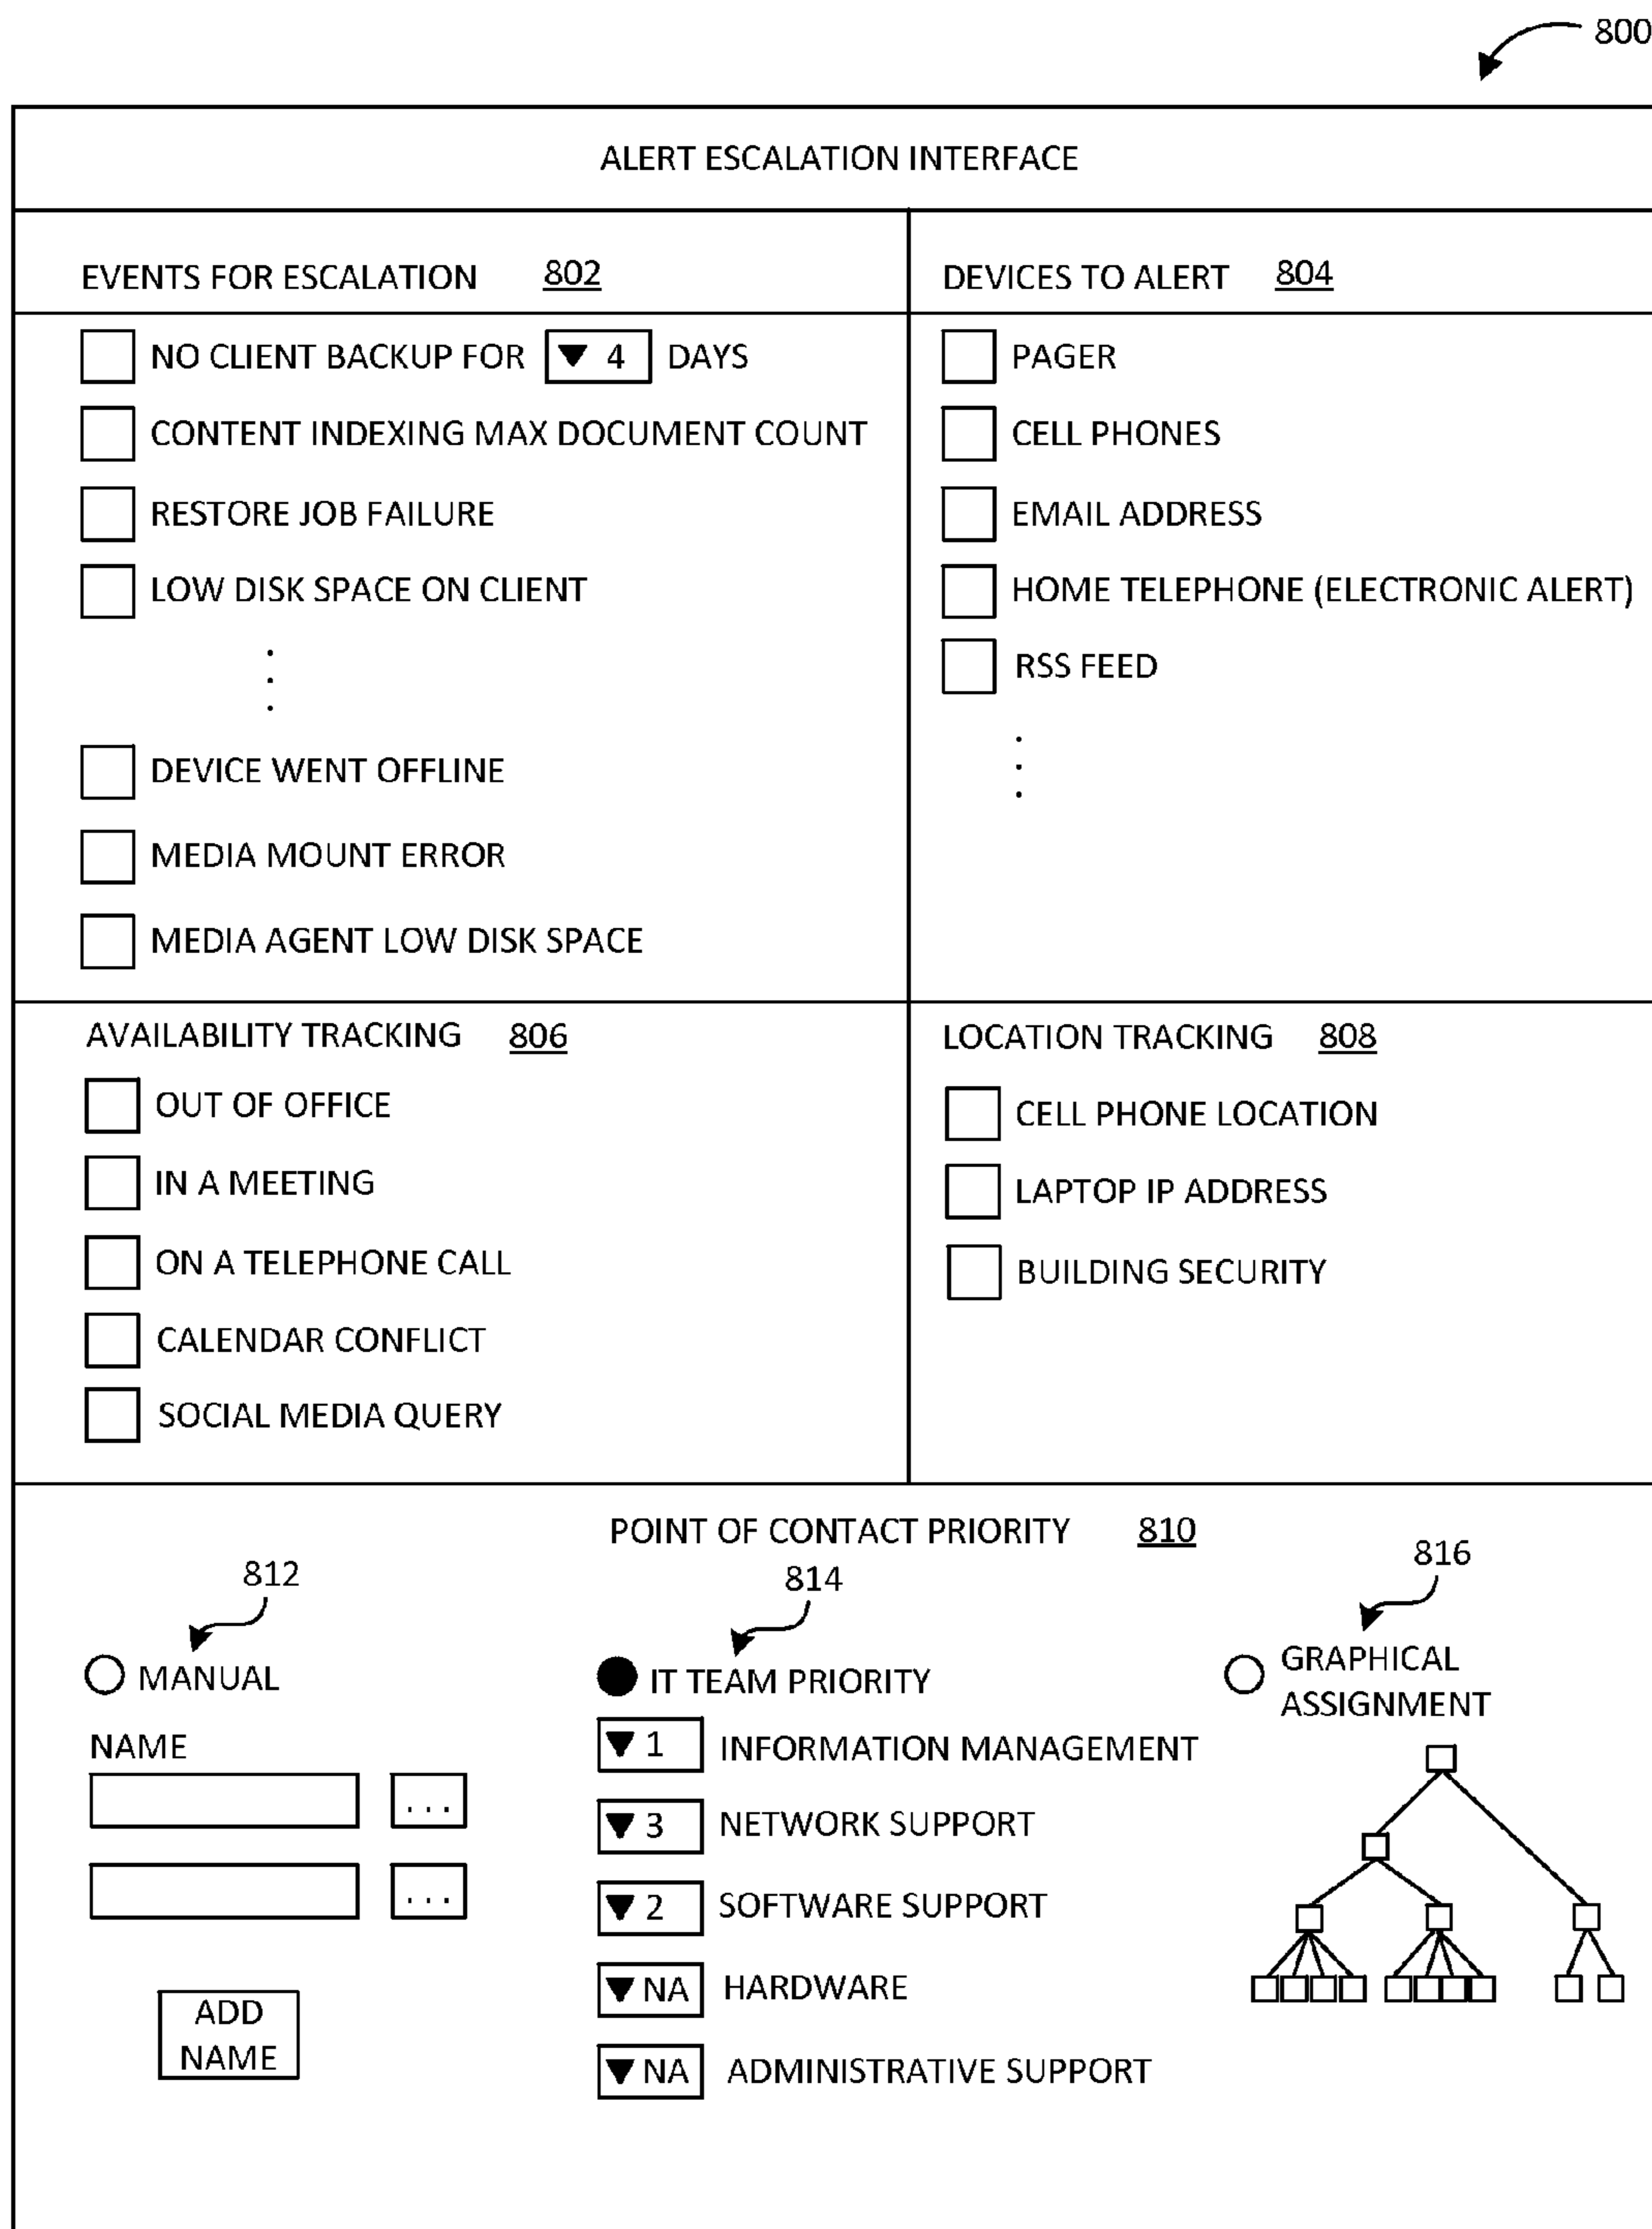 800
ALERT ESCALATION INTERFACE
EVENTS FOR ESCALATION 802
NO CLIENT BACKUP FOR ▼ 4 DAYS
CONTENT INDEXING MAX DOCUMENT COUNT
RESTORE JOB FAILURE
LOW DISK SPACE ON CLIENT
DEVICE WENT OFFLINE
MEDIA MOUNT ERROR
MEDIA AGENT LOW DISK SPACE
DEVICES TO ALERT 804
PAGER
CELL PHONES
EMAIL ADDRESS
HOME TELEPHONE (ELECTRONIC ALERT)
RSS FEED
AVAILABILITY TRACKING 806
OUT OF OFFICE
IN A MEETING
ON A TELEPHONE CALL
CALENDAR CONFLICT
SOCIAL MEDIA QUERY
LOCATION TRACKING 808
CELL PHONE LOCATION
LAPTOP IP ADDRESS
BUILDING SECURITY
POINT OF CONTACT PRIORITY 810
812
MANUAL
NAME
...
...
ADD
NAME
814
IT TEAM PRIORITY
▼ 1 INFORMATION MANAGEMENT
▼ 3 NETWORK SUPPORT
▼ 2 SOFTWARE SUPPORT
▼ NA HARDWARE
▼ NA ADMINISTRATIVE SUPPORT
816
GRAPHICAL
ASSIGNMENT